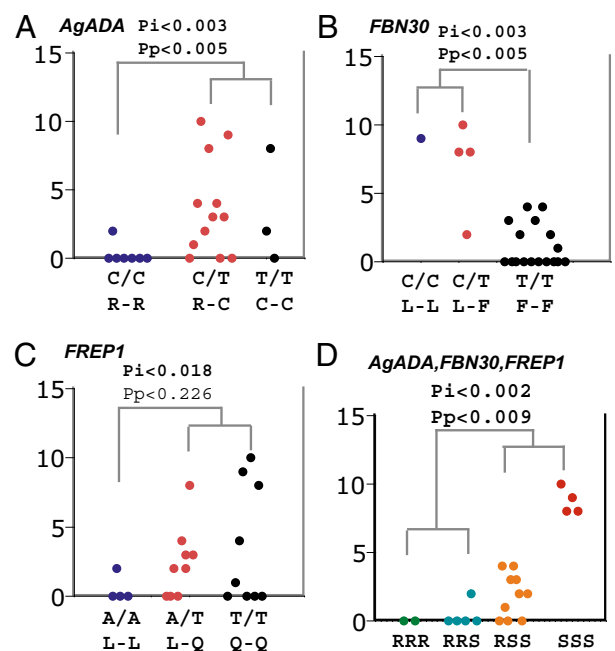 A AgADA Pi<0.003
Pp<0.005
15
10
5
0
C/C C/T T/T
R-R R-C C-C
B FBN30 Pi<0.003
Pp<0.005
15
10
5
0
C/C C/T T/T
L-L L-F F-F
C FREP1
Pi<0.018
Pp<0.226
15
10
5
0
A/A A/T T/T
L-L L-Q Q-Q
D AgADA,FBN30,FREP1
Pi<0.002
Pp<0.009
15
10
5
0
RRR RRS RSS SSS